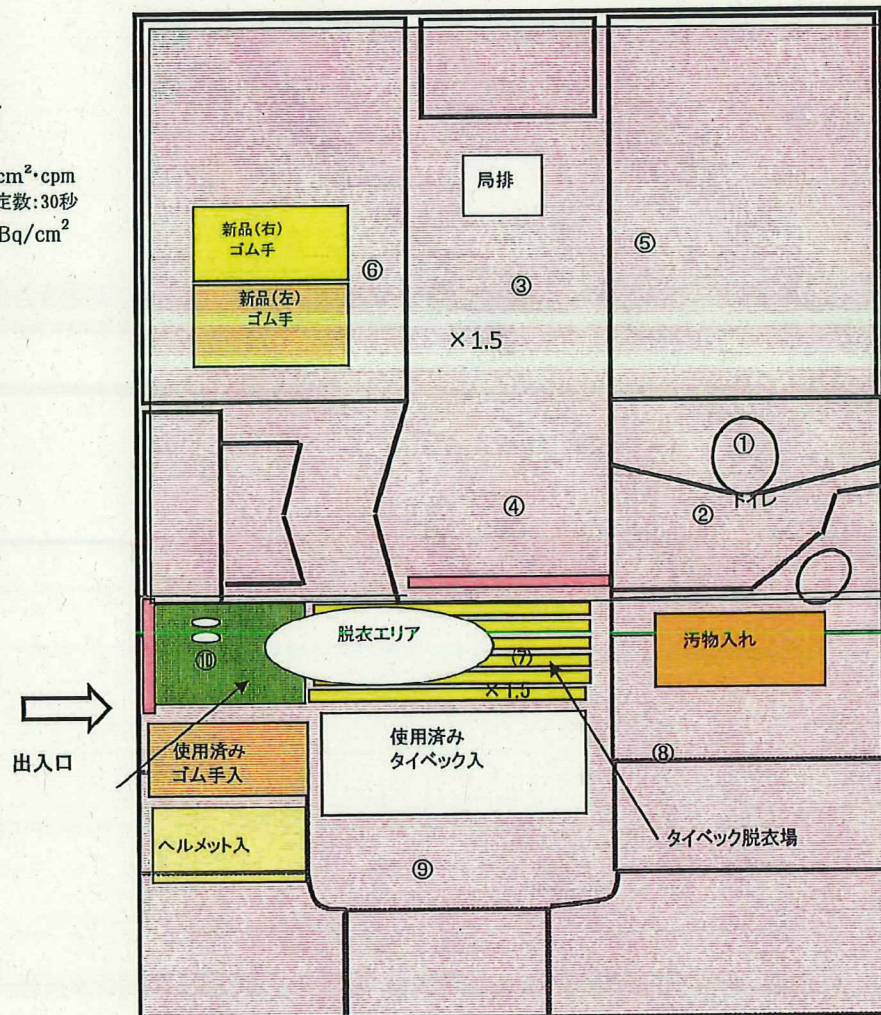 cm²・cpm
定数:30秒
Bq/cm²
局排
新品(右)
ゴム手
新品(左)
ゴム手
⑥
③
⑤
×1.5
①
トイレ
④
②
脱衣エリア
⑩
(7)
×1.5
汚物入れ
出入口
使用済み
ゴム手入
使用済み
タイベック入
⑧
ヘルメット入
タイベック脱衣場
⑨